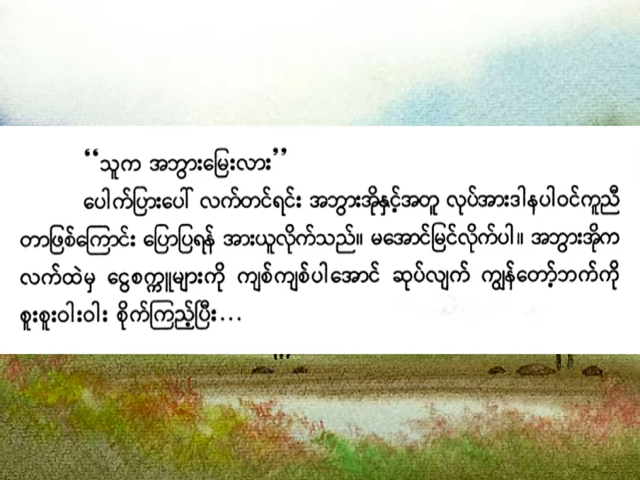 “သူက အဘွားမြေးလား”
ပေါက်ပြားပေါ် လက်တင်ရင်း အဘွားအိုနှင့်အတူ လုပ်အားဒါနပါဝင်ကူညီ
တာဖြစ်ကြောင်း ပြောပြရန် အားယူလိုက်သည်။ မအောင်မြင်လိုက်ပါ။ အဘွားအိုက
လက်ထဲမှ ငွေစက္ကူများကို ကျစ်ကျစ်ပါအောင် ဆုပ်လျက် ကျွန်တော့်ဘက်ကို
စူးစူးဝါးဝါး စိုက်ကြည့်ပြီး...